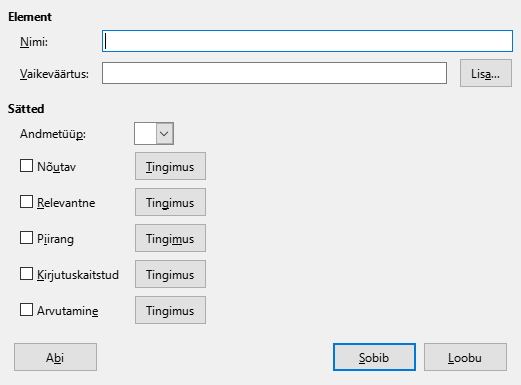 Element
Nimi:
Vaikeväärtus: Lisa...
Sätted
Andmetüüp:
Nõutav Tingimus
Relevantne Tingimus
Piirang Tingimus
Kirjutuskaitstud Tingimus
Arvutamine Tingimus
Abi Sobib Loobu